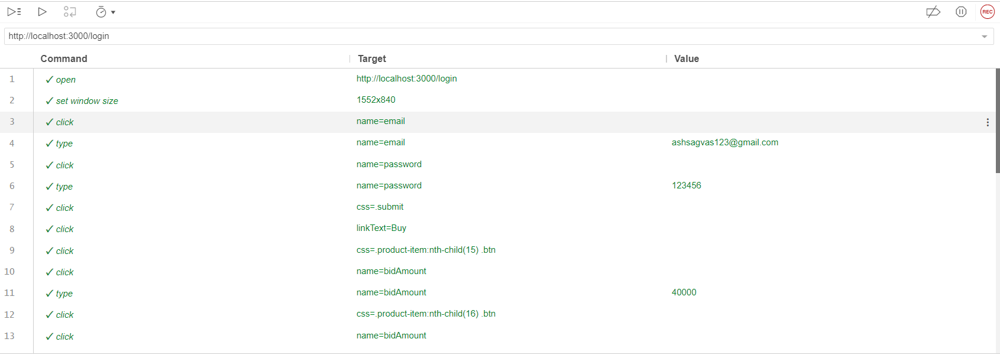 REC
http://localhost:3000/login
Command Target Value
1 ✓ open http://localhost:3000/login
2 ✓ set window size 1552x840
3 ✓ click name=email
4 ✓ type name=email ashsagvas123@gmail.com
5 ✓ click name=password
6 ✓ type name=password 123456
7 ✓ click css=.submit
8 ✓ click linkText=Buy
9 ✓ click css=.product-item:nth-child(15) .btn
10 ✓ click name=bidAmount
11 ✓ type name=bidAmount 40000
12 ✓ click css=.product-item:nth-child(16) .btn
13 ✓ click name=bidAmount